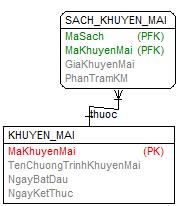 SACH_KHUYEN_MAI
MaSach (PFK)
MaKhuyenMai (PFK)
GiaKhuyenMai
PhanTramKM
thuoc
KHUYEN_MAI
MaKhuyenMai (PK)
TenChuongTrinhKhuyenMai
NgayBatDau
NgayKetThuc